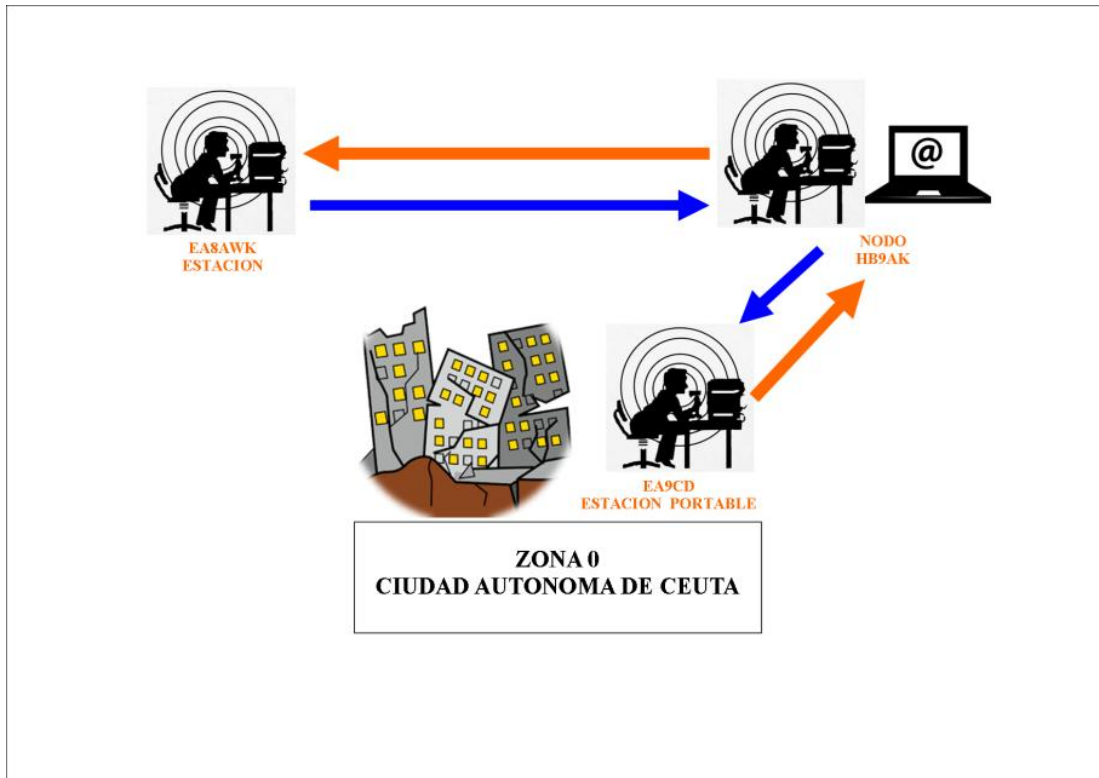 @
EA8AWK
ESTACION
NODO
HB9AK
EA9CD
ESTACION PORTABLE
ZONA 0
CIUDAD AUTONOMA DE CEUTA